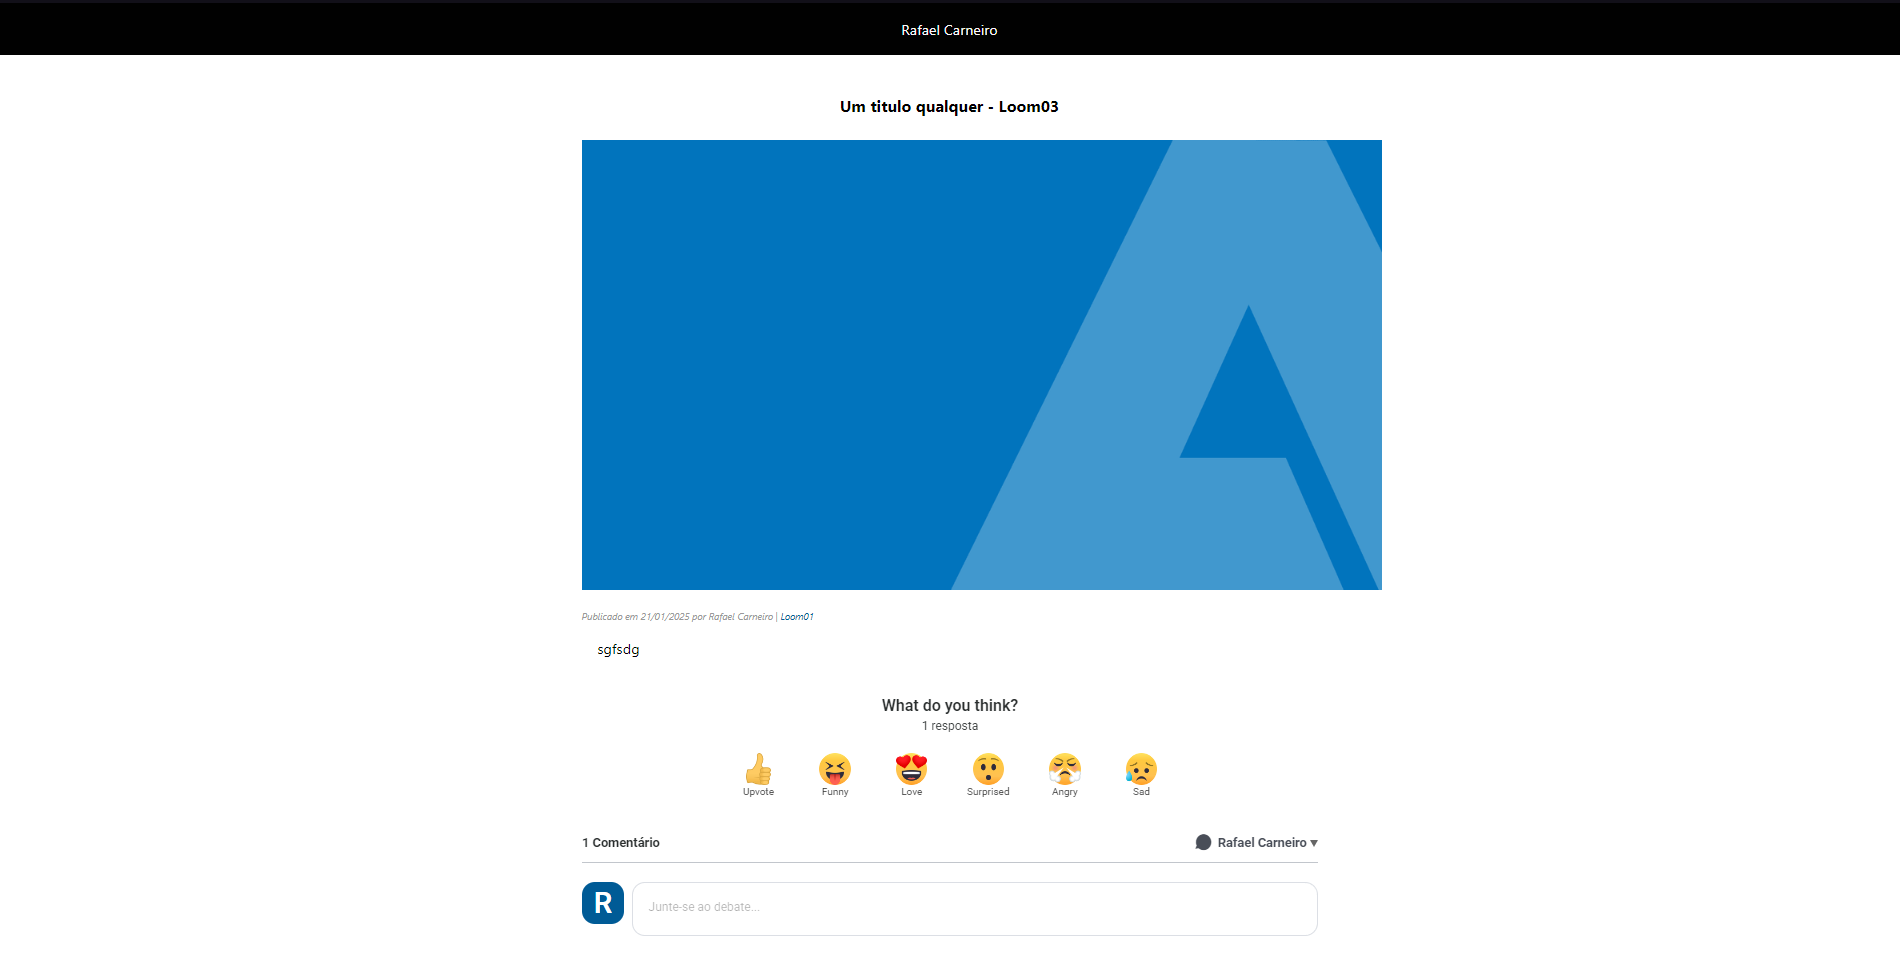 Rafael Carneiro
Um titulo qualquer - Loom03
A
Publicado em 21/01/2025 por Rafael Carneiro | Loom01
sgfsdg
What do you think?
1 resposta
Upvote Funny Love Surprised Angry Sad
1 Comentário Rafael Carneiro
R Junte-se ao debate...